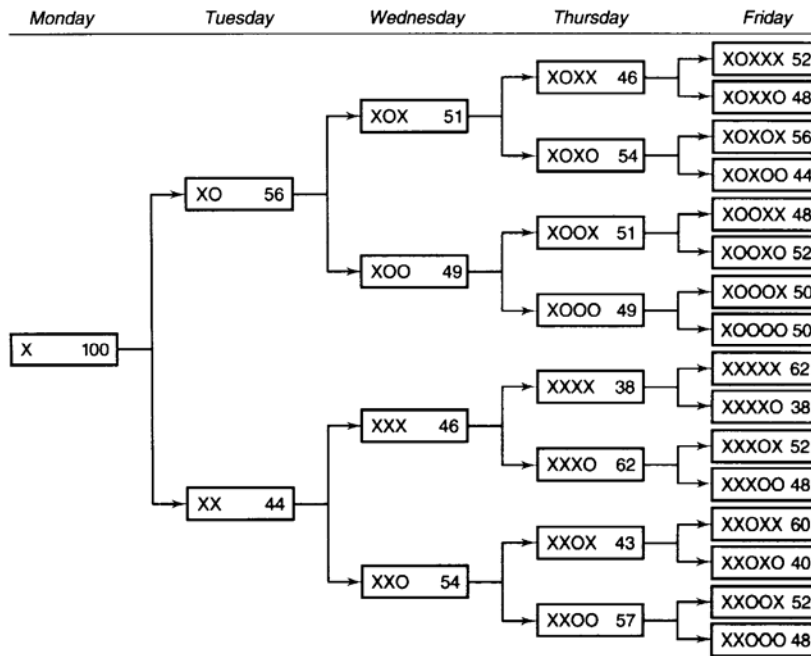 Monday Tuesday Wednesday Thursday Friday
XOXXX 52
XOXX 46
XOXXO 48
XOX 51
XOXOX 56
XOXO 54
XOXOO 44
XO 56
XOOXX 48
XOOX 51
XOOXO 52
XOO 49
XOOOX 50
XOOO 49
XOOOO 50
X 100
XXXXX 62
XXXX 38
XXXXO 38
XXX 46
XXXOX 52
XXXO 62
XXXOO 48
XX 44
XXOXX 60
XXOX 43
XXOXO 40
XXO 54
XXOOX 52
XXOO 57
XXOOO 48